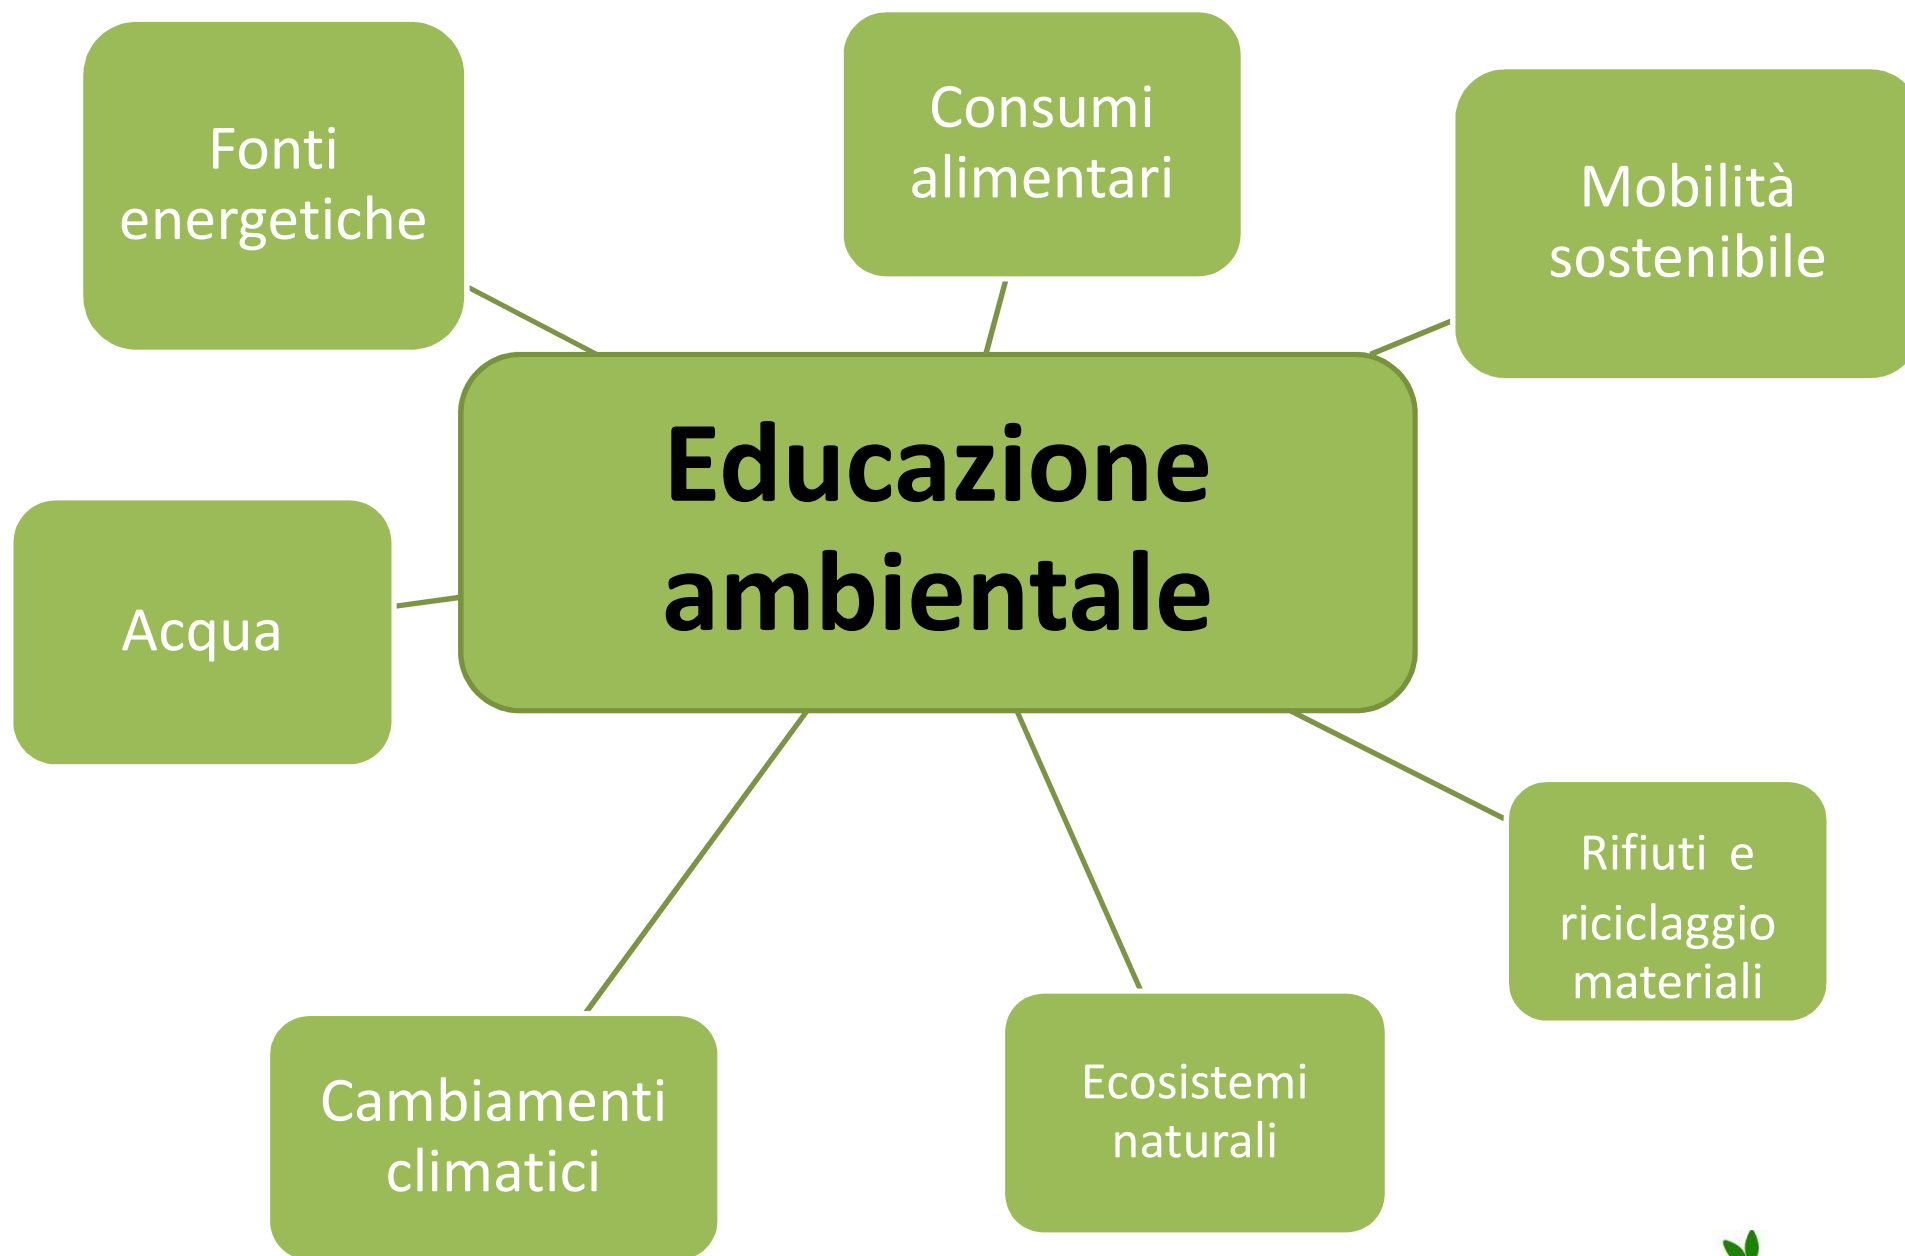 Fonti
energetiche
Consumi
alimentari
Mobilità
sostenibile
Educazione
ambientale
Acqua
Rifiuti e
riciclaggio
materiali
Cambiamenti
climatici
Ecosistemi
naturali